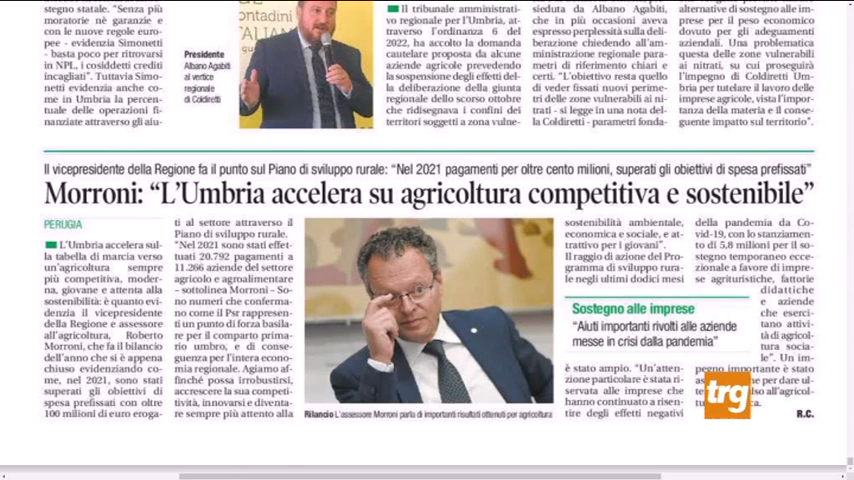 stegno statale. "Senza più
moratorie né garanzie e
con le nuove regole euro-
pee - evidenzia Simonetti
- basta poco per ritrovarsi
in NPL, i cosiddetti crediti
incagliati". Tuttavia Simo-
netti evidenzia anche co-
me in Umbria la percen-
tuale delle operazioni fi-
nanziate attraverso gli aiu-
Presidente
Albano Agabiti
al vertice
regionale
di Coldiretti
Il tribunale amministrati-
vo regionale per l'Umbria, at-
traverso l'ordinanza 6 del
2022, ha accolto la domanda
cautelare proposta da alcune
aziende agricole prevedendo
la sospensione degli effetti del-
la deliberazione della giunta
regionale dello scorso ottobre
che ridisegnava i confini dei
territori soggetti a zona vulne-
sieduta da Albano Agabiti,
che in più occasioni aveva
espresso perplessità sulla de-
liberazione chiedendo all'am-
ministrazione regionale para-
metri di riferimento chiari e
certi. "L'obiettivo resta quello
di veder fissati nuovi perime-
tri delle zone vulnerabili ai ni-
trati - si legge in una nota del-
la Coldiretti - parametri fonda-
alternative di sostegno alle im-
prese per il peso economico
dovuto per gli adeguamenti
aziendali. Una problematica
questa delle zone vulnerabili
ai nitrati, su cui proseguirà
l'impegno di Coldiretti Um-
bria per tutelare il lavoro delle
imprese agricole, vista l'impor-
tanza della materia e il conse-
guente impatto sul territorio".
Il vicepresidente della Regione fa il punto sul Piano di sviluppo rurale: "Nel 2021 pagamenti per oltre cento milioni, superati gli obiettivi di spesa prefissati"
Morroni: "L'Umbria accelera su agricoltura competitiva e sostenibile"
PERUGIA
L'Umbria accelera sul-
la tabella di marcia verso
un'agricoltura sempre
più competitiva, moder-
na, giovane e attenta alla
sostenibilità: è quanto evi-
denzia il vicepresidente
della Regione e assessore
all'agricoltura, Roberto
Morroni, che fa il bilancio
dell'anno che si è appena
chiuso evidenziando co-
me, nel 2021, sono stati
superati gli obiettivi di
spesa prefissati con oltre
100 milioni di euro eroga-
ti al settore attraverso il
Piano di sviluppo rurale.
"Nel 2021 sono stati effet-
tuati 20.792 pagamenti a
11.266 aziende del settore
agricolo e agroalimentare
– sottolinea Morroni – So-
no numeri che conferma-
no come il Psr rappresen-
ti un punto di forza basila-
re per il comparto prima-
rio umbro, e di con-
seguenza per l'intera econo-
mia regionale. Agiamo af-
finché possa irrobustirsi,
accrescere la sua competi-
tività, innovarsi e diventa-
re sempre più attento alla
Rilancio L'assessore Morroni parla di importanti risultati ottenuti per agricoltura
sostenibilità ambientale,
economica e sociale, e at-
trattivo per i giovani".
Il raggio di azione del Pro-
gramma di sviluppo rura-
le negli ultimi dodici mesi
Sostegno alle imprese
"Aiuti importanti rivolti alle aziende
messe in crisi dalla pandemia"
è stato ampio. "Un'atten-
zione particolare è stata ri-
servata alle imprese che
hanno continuato a risen-
tire degli effetti negativi
della pandemia da Co-
vid-19, con lo stanziamen-
to di 5,8 milioni per il so-
stegno temporaneo ecce-
zionale a favore di impre-
se agrituristiche, fattorie
didattiche
e aziende
che eserci-
tano attivi-
tà di agricol-
tura socia-
le". Un im-
pegno importante è stato
R.C.
trg